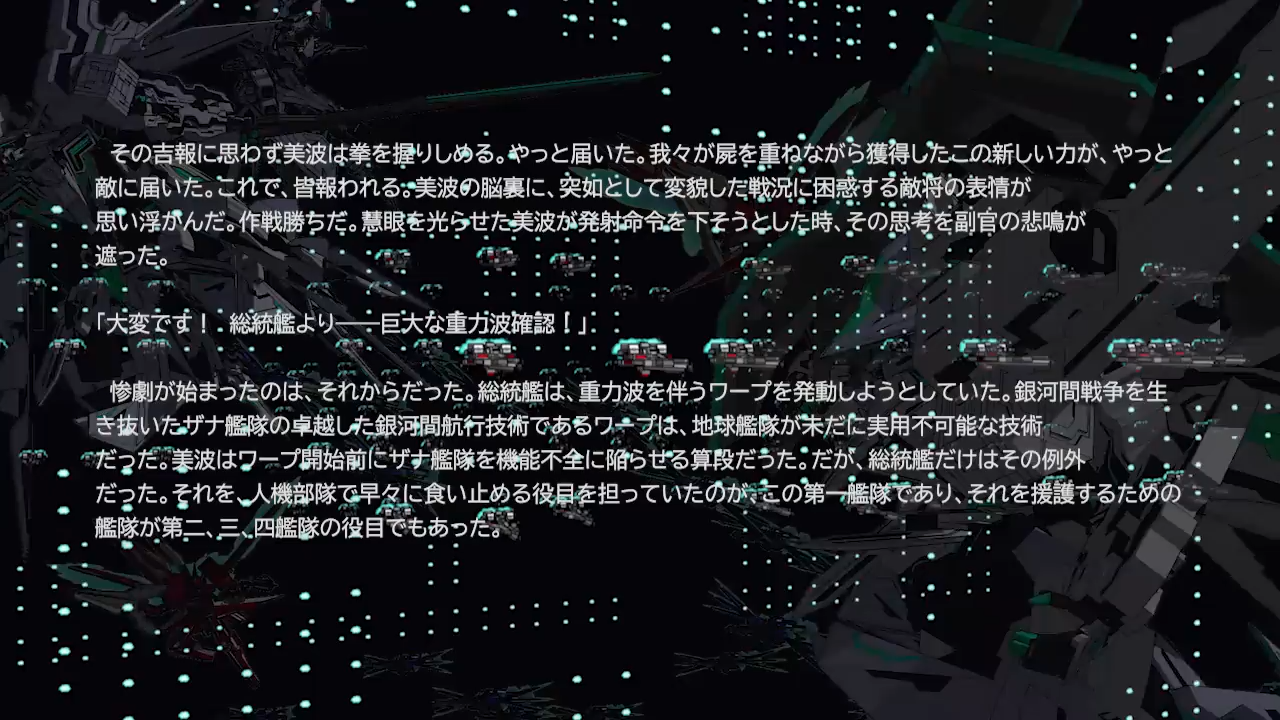 その吉報に思わず美波は拳を握りしめる。やっと届いた。我々が屍を重ねながら獲得したこの新しい力が、やっと
敵に届いた。これで、皆報われる。美波の脳裏に、突如として変貌した戦況に困惑する敵将の表情が
思い浮かんだ。作戦勝ちだ。慧眼を光らせた美波が発射命令を下そうとした時、その思考を副官の悲鳴が
遮った。
「大変です！　総統艦より――巨大な重力波確認！」
惨劇が始まったのは、それからだった。総統艦は、重力波を伴うワープを発動しようとしていた。銀河間戦争を生
き抜いたザナ艦隊の卓越した銀河間航行技術であるワープは、地球艦隊が未だに実用不可能な技術
だった。美波はワープ開始前にザナ艦隊を機能不全に陥らせる算段だった。だが、総統艦だけはその例外
だった。それを、人機部隊で早々に食い止める役目を担っていたのが、この第一艦隊であり、それを援護するための
艦隊が第二、三、四艦隊の役目でもあった。